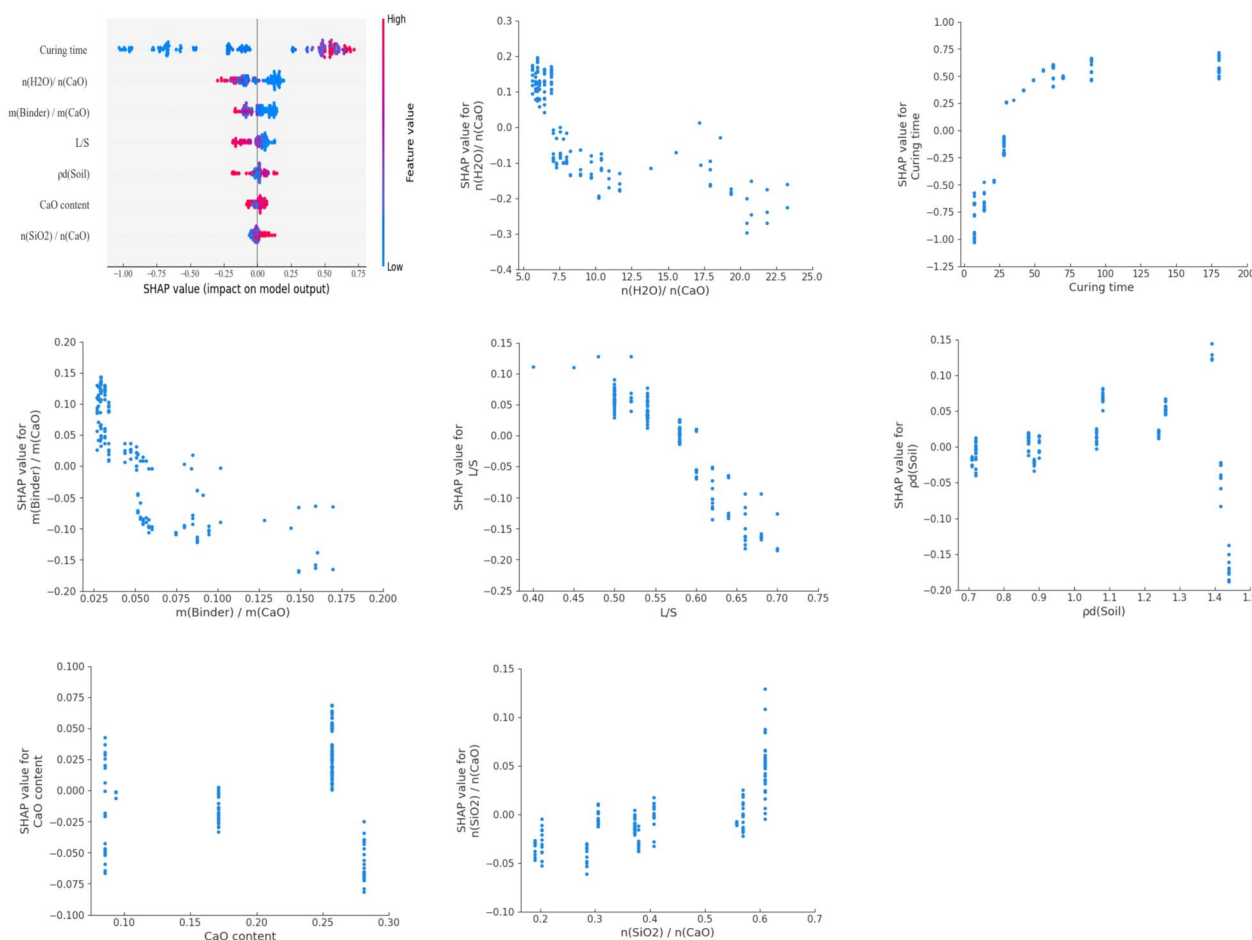 High
Curing time
n(H2O)/ n(CaO)
m(Binder) / m(CaO)
L/S
ρd(Soil)
CaO content
n(SiO2) / n(CaO)
Feature value
Low
−1.00 −0.75 −0.50 −0.25 0.00 0.25 0.50 0.75
SHAP value (impact on model output)
SHAP value for
n(H2O)/ n(CaO)
0.3
0.2
0.1
0.0
−0.1
−0.2
−0.3
−0.4
5.0 7.5 10.0 12.5 15.0 17.5 20.0 22.5 25.0
n(H2O)/ n(CaO)
SHAP value for
Curing time
1.00
0.75
0.50
0.25
0.00
−0.25
−0.50
−0.75
−1.00
−1.25
0 25 50 75 100 125 150 175 200
Curing time
SHAP value for
m(Binder) / m(CaO)
0.20
0.15
0.10
0.05
0.00
−0.05
−0.10
−0.15
−0.20
0.025 0.050 0.075 0.100 0.125 0.150 0.175 0.200
m(Binder) / m(CaO)
SHAP value for
L/S
0.15
0.10
0.05
0.00
−0.05
−0.10
−0.15
−0.20
−0.25
0.40 0.45 0.50 0.55 0.60 0.65 0.70 0.75
L/S
SHAP value for
ρd(Soil)
0.15
0.10
0.05
0.00
−0.05
−0.10
−0.15
−0.20
0.7 0.8 0.9 1.0 1.1 1.2 1.3 1.4 1.5
ρd(Soil)
SHAP value for
CaO content
0.100
0.075
0.050
0.025
0.000
−0.025
−0.050
−0.075
−0.100
0.10 0.15 0.20 0.25 0.30
CaO content
SHAP value for
n(SiO2) / n(CaO)
0.15
0.10
0.05
0.00
−0.05
−0.10
0.2 0.3 0.4 0.5 0.6 0.7
n(SiO2) / n(CaO)